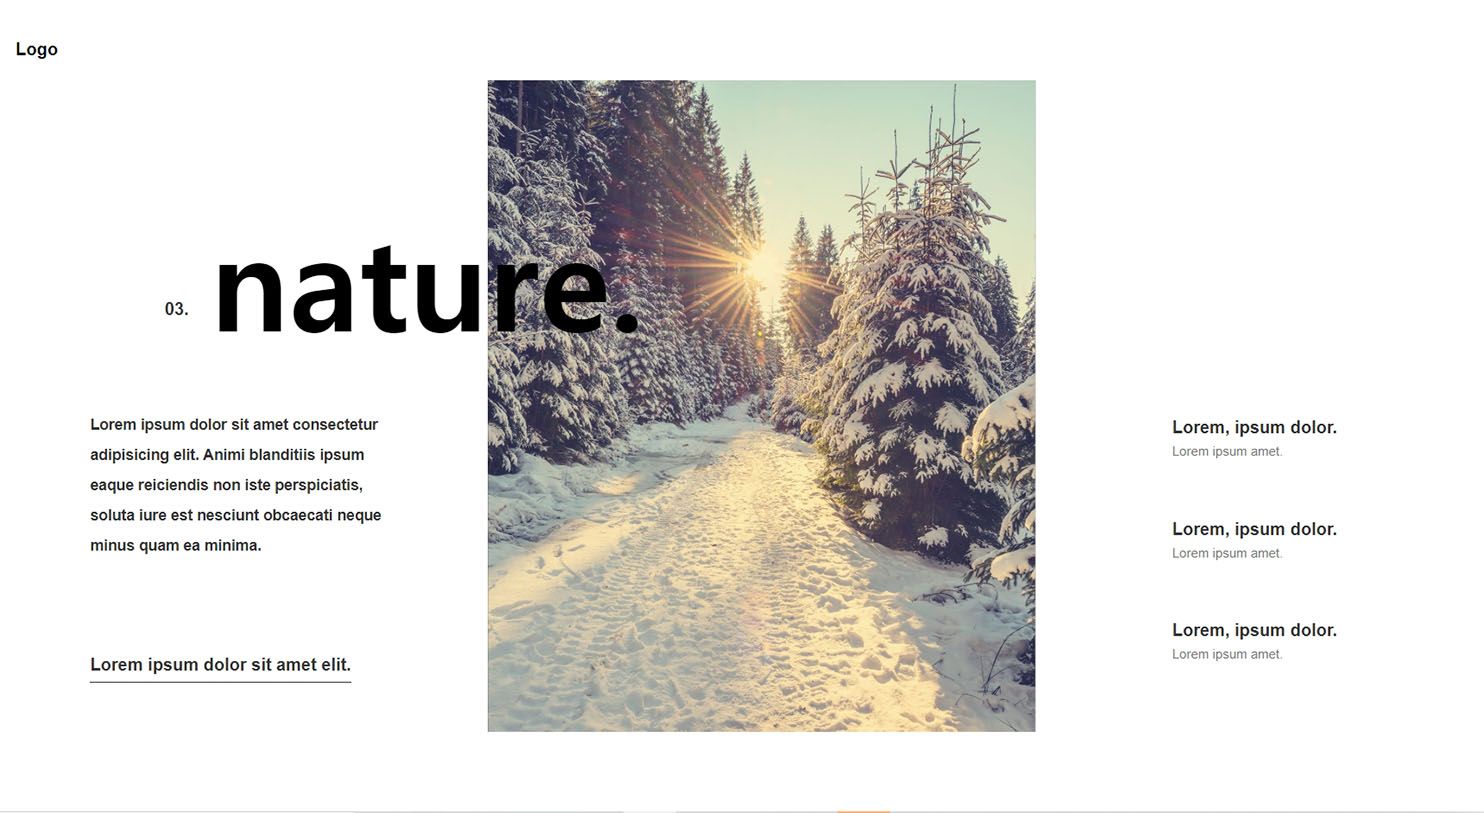 Logo
03. nature.
Lorem ipsum dolor sit amet consectetur
adipisicing elit. Animi blanditiis ipsum
eaque reiciendis non iste perspiciatis,
soluta iure est nesciunt obcaecati neque
minus quam ea minima.
Lorem ipsum dolor sit amet elit.
Lorem, ipsum dolor.
Lorem ipsum amet.
Lorem, ipsum dolor.
Lorem ipsum amet.
Lorem, ipsum dolor.
Lorem ipsum amet.